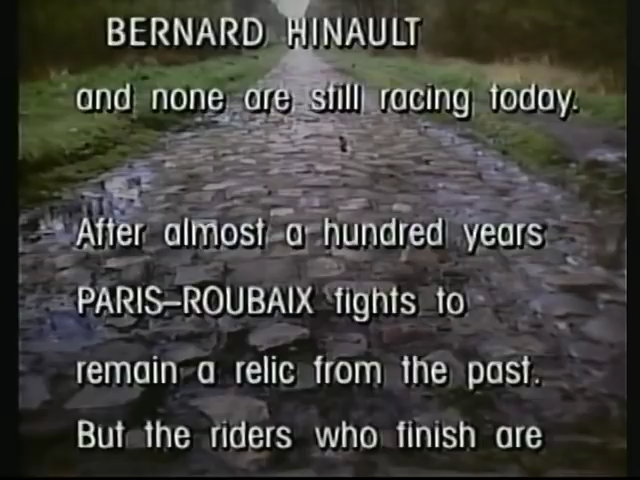 BERNARD HINAULT
and none are still racing today.
After almost a hundred years
PARIS-ROUBAIX fights to
remain a relic from the past.
But the riders who finish are